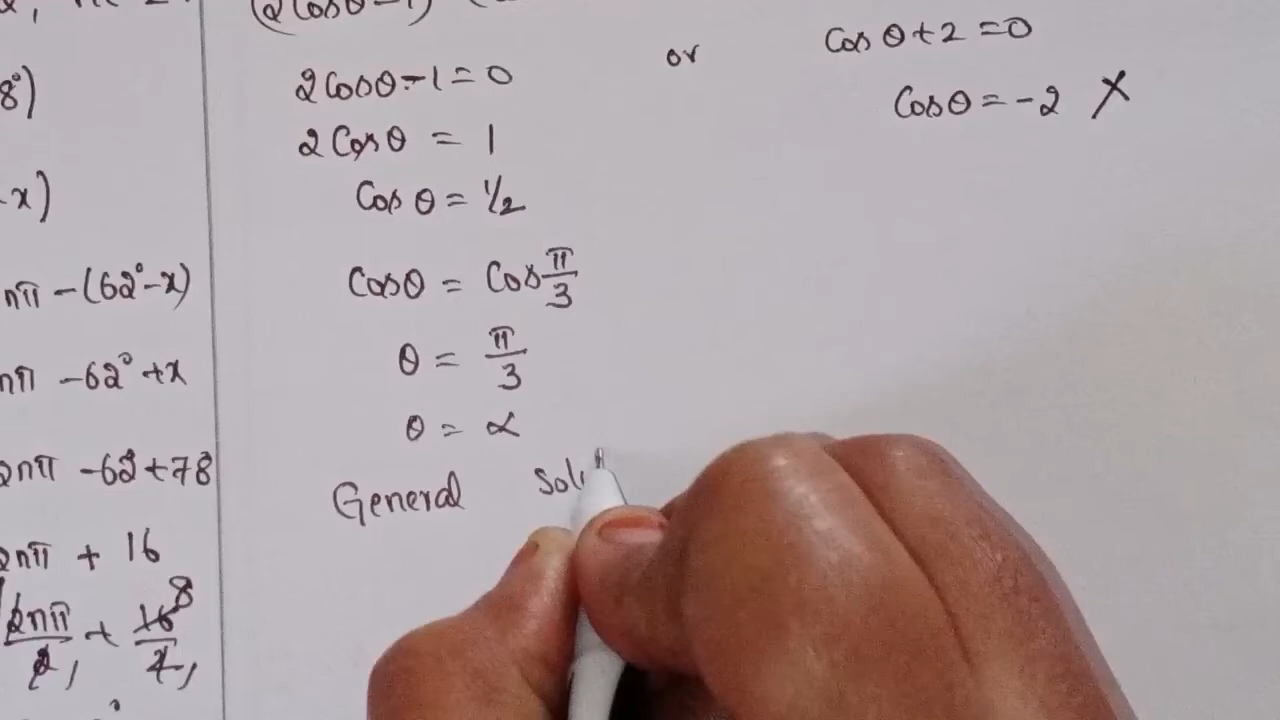 8°)
x)
nπ - (62° - x)
nπ - 62° + x
2nπ - 62 + 78
2nπ + 16
2nπ/2, + 16/2, 8
(2Cosθ-1)
2Cosθ - 1 = 0
or
Cosθ + 2 = 0
Cosθ = -2 X
2Cosθ = 1
Cosθ = 1/2
Cosθ = Cos π/3
θ = π/3
θ = α
General Sol